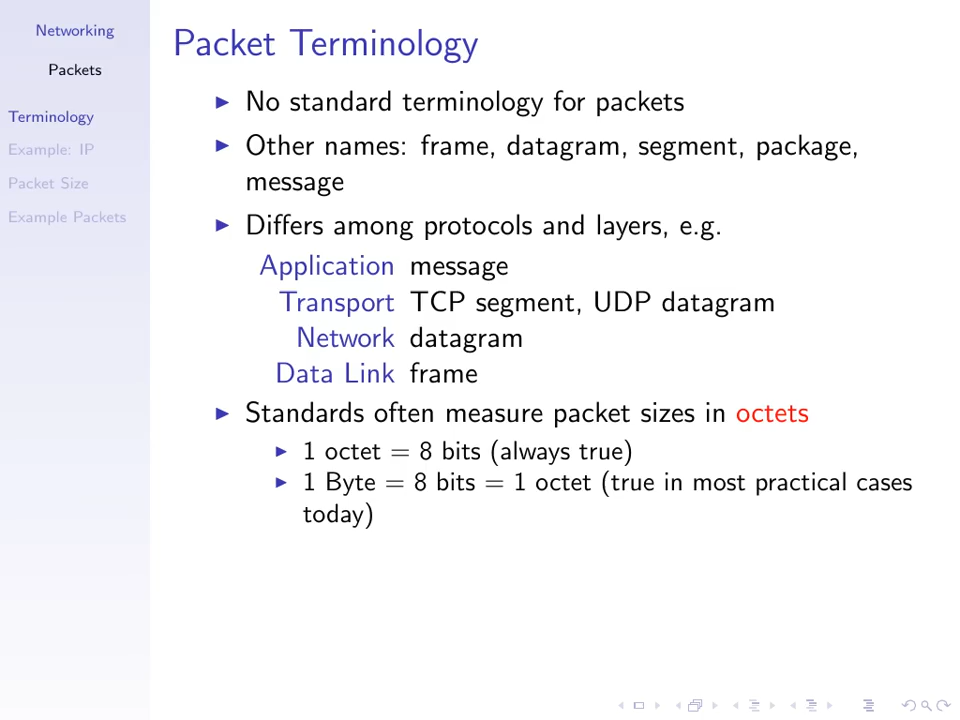 Networking
Packets
Terminology
Example: IP
Packet Size
Example Packets
Packet Terminology
No standard terminology for packets
Other names: frame, datagram, segment, package,
message
Differs among protocols and layers, e.g.
Application message
Transport TCP segment, UDP datagram
Network datagram
Data Link frame
Standards often measure packet sizes in octets
1 octet = 8 bits (always true)
1 Byte = 8 bits = 1 octet (true in most practical cases
today)